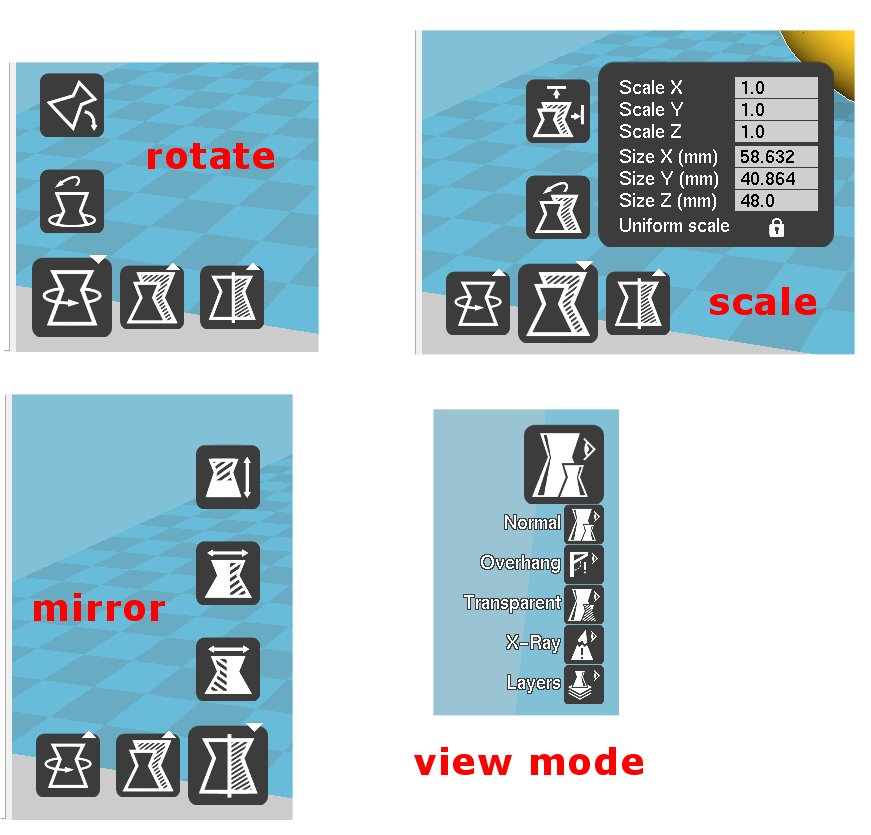 rotate
Scale X 1.0
Scale Y 1.0
Scale Z 1.0
Size X (mm) 58.632
Size Y (mm) 40.864
Size Z (mm) 48.0
Uniform scale
scale
mirror
Normal
Overhang
Transparent
X-Ray
Layers
view mode